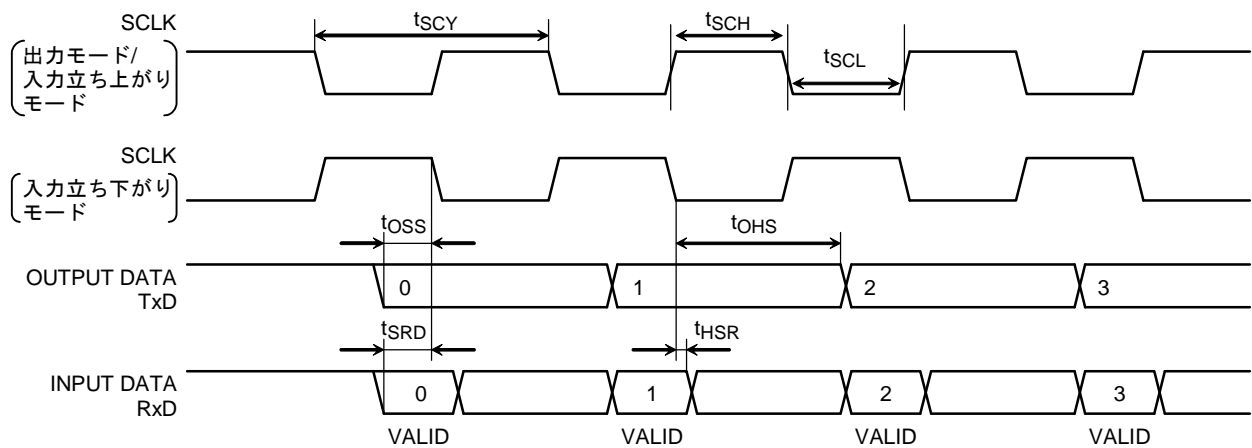 SCLK
出力モード/
入力立ち上がり
モード
tSCY
tSCH
tSCL
SCLK
入力立ち下がり
モード
tOSS
tOHS
OUTPUT DATA
TxD
0
1
2
3
tSRD
tHSR
INPUT DATA
RxD
0
1
2
3
VALID
VALID
VALID
VALID